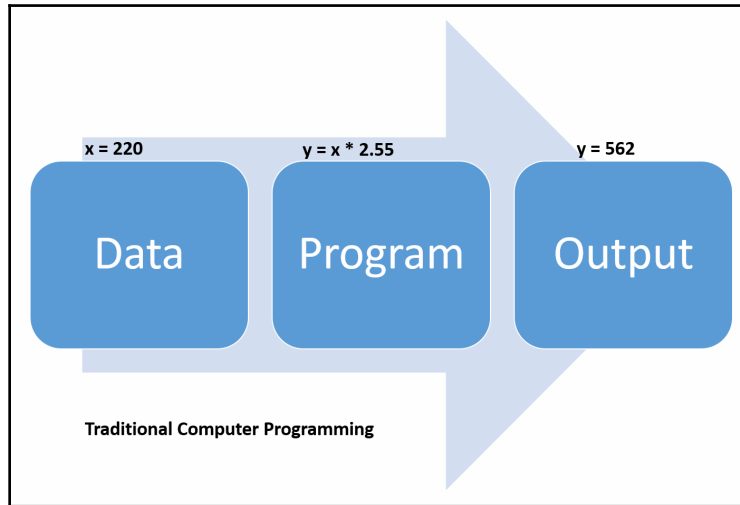 x = 220
y = x * 2.55
y = 562
Data
Program
Output
Traditional Computer Programming